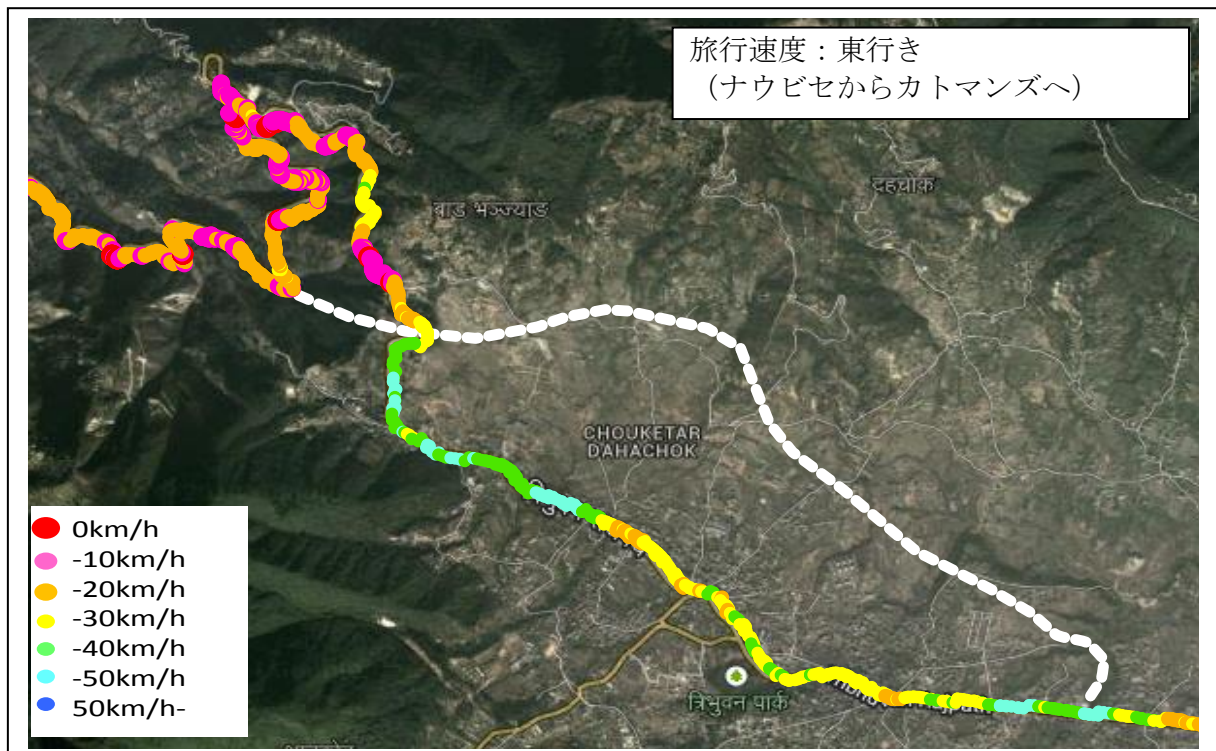 旅行速度：東行き
（ナウビセからカトマンズへ）
दहचोक
बाड भञ्ज्याङ
CHOUKETAR
DAHACHOK
0km/h
-10km/h
-20km/h
-30km/h
-40km/h
-50km/h
50km/h-
त्रिभुवन पार्क